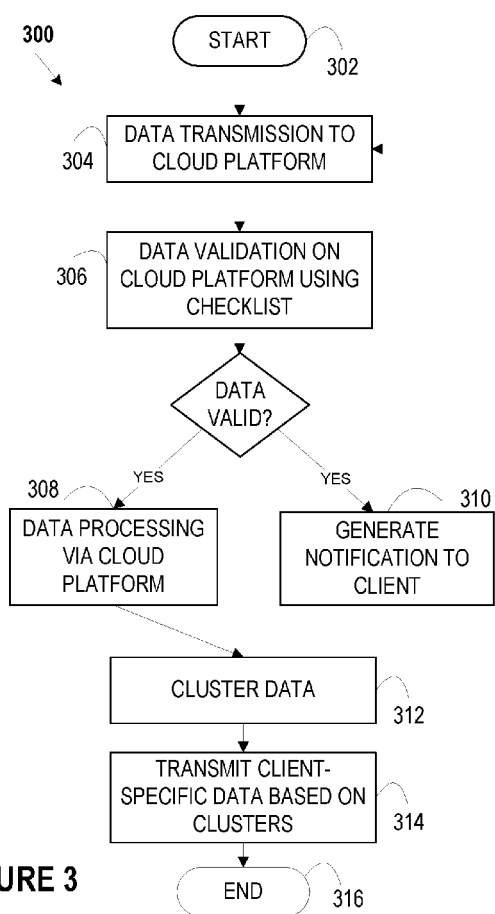 300
START
302
DATA TRANSMISSION TO
CLOUD PLATFORM
304
DATA VALIDATION ON
CLOUD PLATFORM USING
CHECKLIST
306
DATA
VALID?
YES
YES
308
310
DATA PROCESSING
VIA CLOUD
PLATFORM
GENERATE
NOTIFICATION TO
CLIENT
CLUSTER DATA
312
TRANSMIT CLIENT-
SPECIFIC DATA BASED ON
CLUSTERS
314
URE 3
END
316